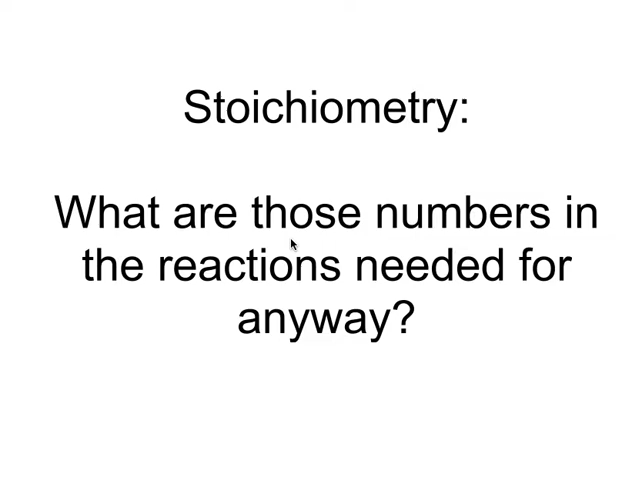 Stoichiometry:
What are those numbers in
the reactions needed for
anyway?